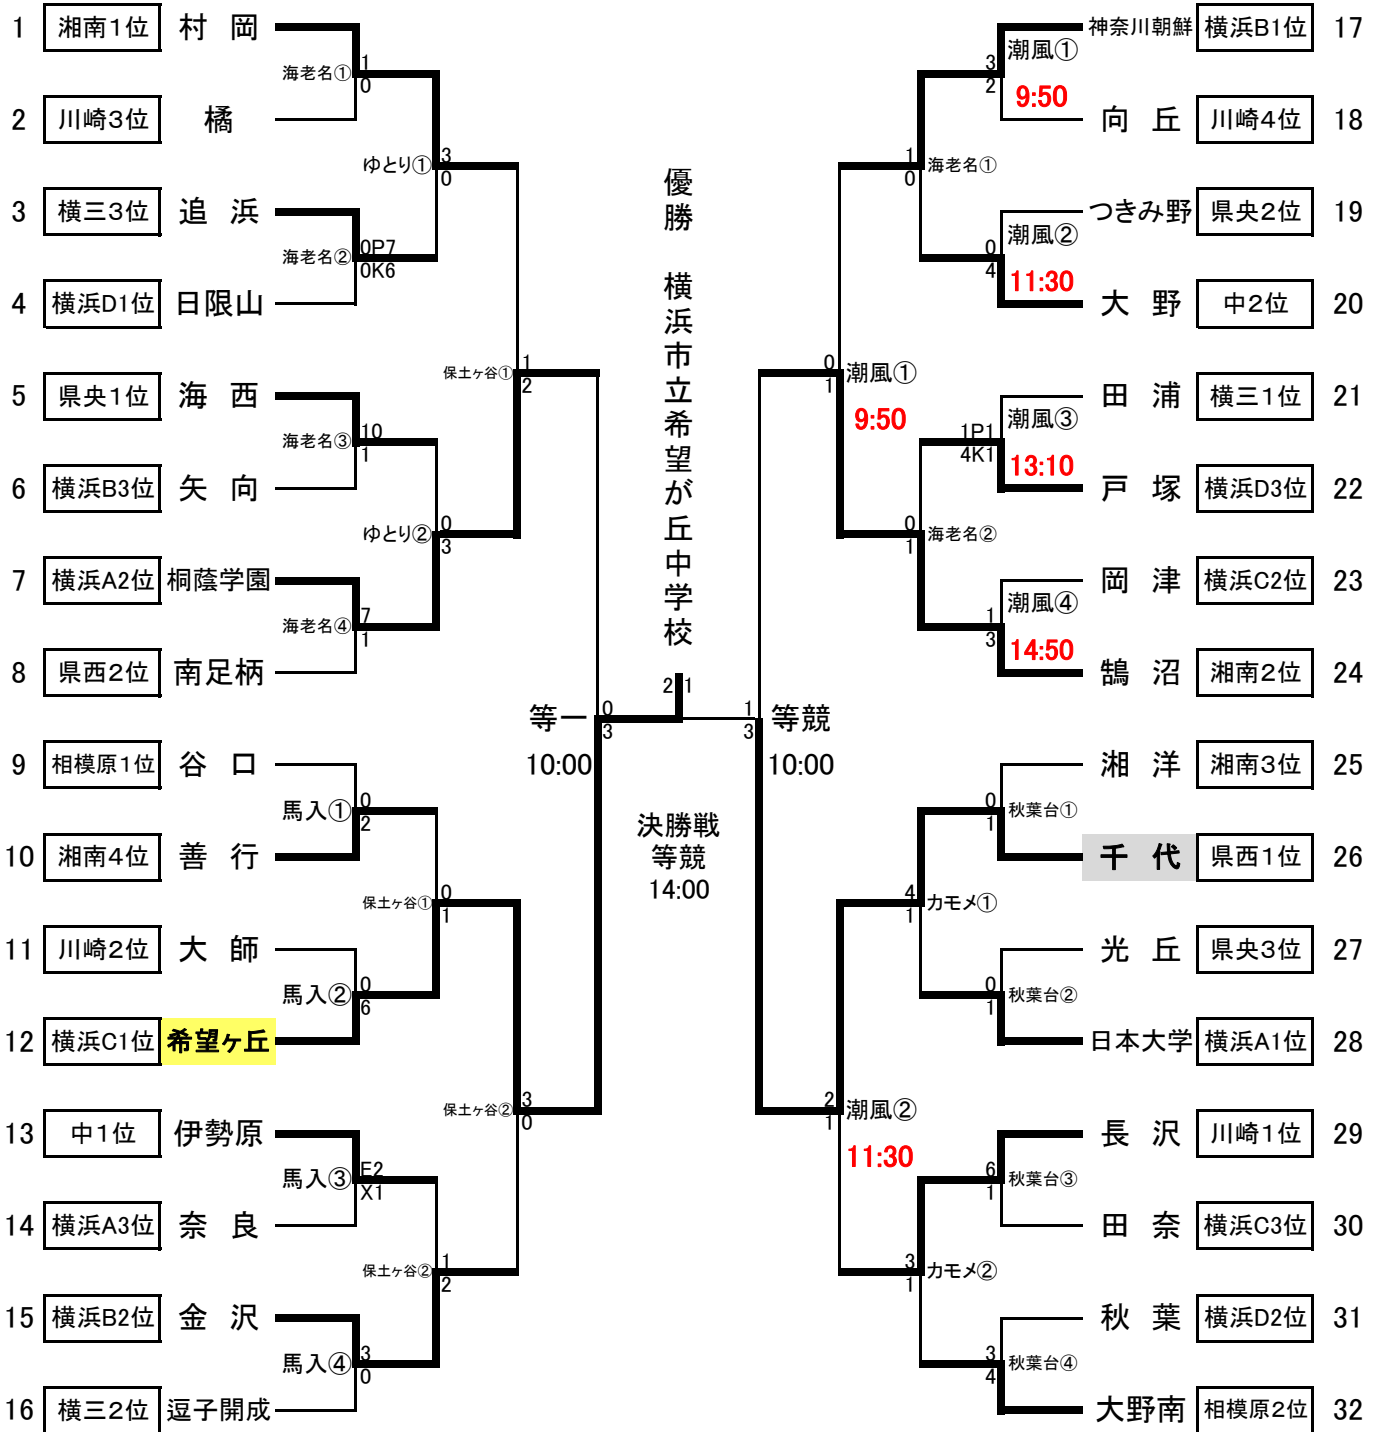 1 湘南1位 村岡
海老名① 1 0
2 川崎3位 橘
ゆとり① 3 0
3 横三3位 追浜
海老名② 0P7 0K6
4 横浜D1位 日限山
保土ヶ谷① 1 2
5 県央1位 海西
海老名③ 10 1
6 横浜B3位 矢向
ゆとり② 0 3
7 横浜A2位 桐蔭学園
海老名④ 7 1
8 県西2位 南足柄
等一 0 3
10:00
9 相模原1位 谷口
馬入① 0 2
10 湘南4位 善行
保土ヶ谷① 0 1
11 川崎2位 大師
馬入② 0 6
12 横浜C1位 希望ヶ丘
保土ヶ谷② 3 0
13 中1位 伊勢原
馬入③ E2 X1
14 横浜A3位 奈良
保土ヶ谷② 1 2
15 横浜B2位 金沢
馬入④ 3 0
16 横三2位 逗子開成
優勝 横浜市立希望が丘中学校
2 1
決勝戦
等競
14:00
神奈川朝鮮 横浜B1位 17
3 2 潮風①
9:50
向丘 川崎4位 18
1 0 海老名①
つきみ野 県央2位 19
0 4 潮風②
11:30
大野 中2位 20
0 1 潮風①
9:50
田浦 横三1位 21
1P1 4K1 潮風③
13:10
戸塚 横浜D3位 22
0 1 海老名②
岡津 横浜C2位 23
1 3 潮風④
14:50
鵠沼 湘南2位 24
1 3 等競
10:00
湘洋 湘南3位 25
0 1 秋葉台①
千代 県西1位 26
4 1 カモメ①
光丘 県央3位 27
0 1 秋葉台②
日本大学 横浜A1位 28
2 1 潮風②
11:30
長沢 川崎1位 29
6 1 秋葉台③
田奈 横浜C3位 30
3 1 カモメ②
秋葉 横浜D2位 31
3 4 秋葉台④
大野南 相模原2位 32